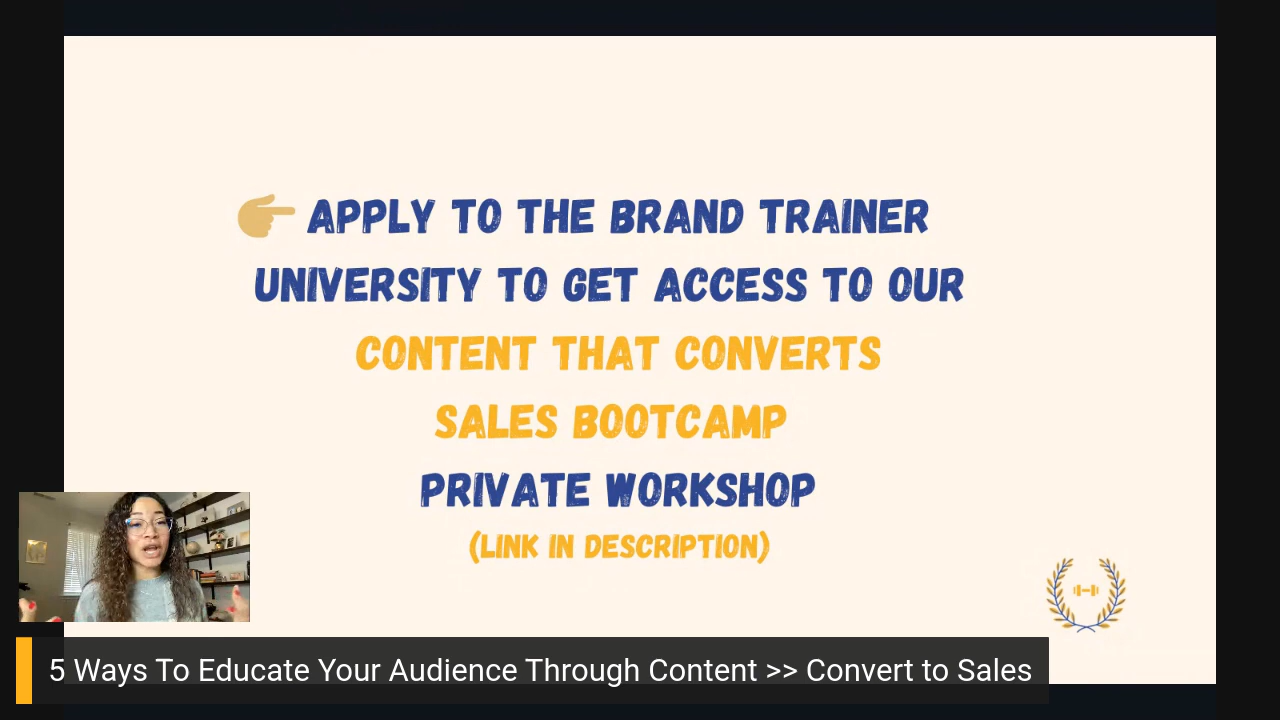 APPLY TO THE BRAND TRAINER
UNIVERSITY TO GET ACCESS TO OUR
CONTENT THAT CONVERTS
SALES BOOTCAMP
PRIVATE WORKSHOP
(LINK IN DESCRIPTION)
5 Ways To Educate Your Audience Through Content >> Convert to Sales